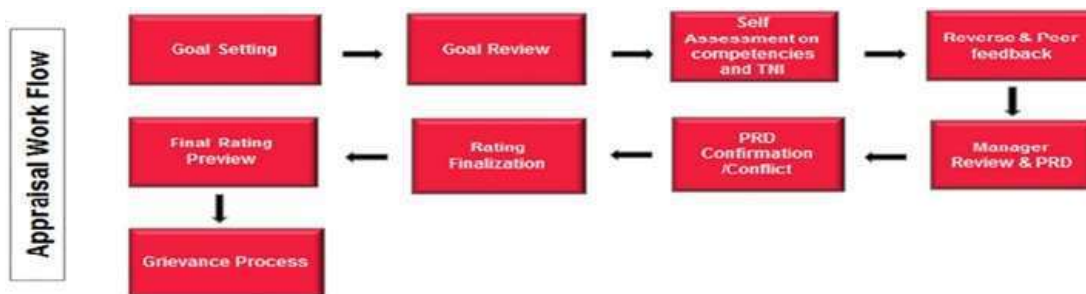 Appraisal Work Flow
Goal Setting
Goal Review
Self
Assessment on
competencies
and TNI
Reverse & Peer
feedback
Manager
Review & PRD
PRD
Confirmation
/Conflict
Rating
Finalization
Final Rating
Preview
Grievance Process